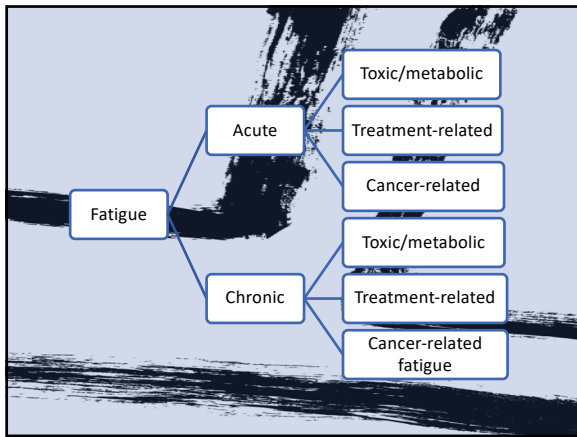 Fatigue
Acute
Toxic/metabolic
Treatment-related
Cancer-related
Chronic
Toxic/metabolic
Treatment-related
Cancer-related
fatigue